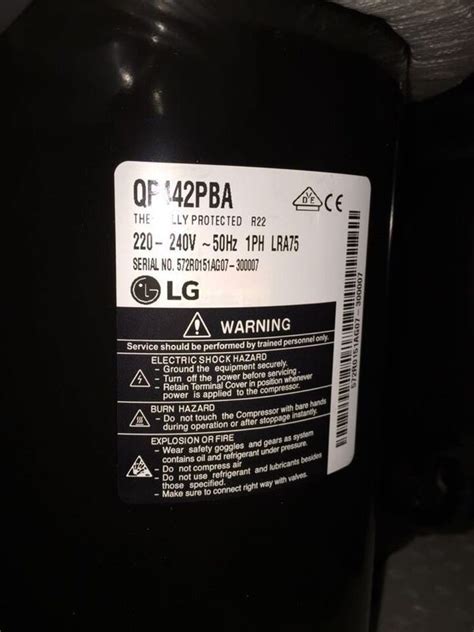 QP442PBA
VDE CE
THERMALLY PROTECTED R22
220- 240V ~50Hz 1PH LRA75
SERIAL NO. 572R0151AG07-300007
LG
572R0151AG07-300007
WARNING
Service should be performed by trained personnel only.
ELECTRIC SHOCK HAZARD
- Ground the equipment securely.
- Turn off the power before servicing.
- Retain Terminal Cover in position whenever
power is applied to compressor.
BURN HAZARD
- Do not touch the Compressor with bare hands
during operation or after stoppage instantly.
EXPLOSION OR FIRE
- Wear safety goggles and gears as system
contains oil and refrigerant under pressure.
- Do not compress air
- Do not use refrigerant and lubricants besides
those specific.
- Make sure to connect right way with valves.